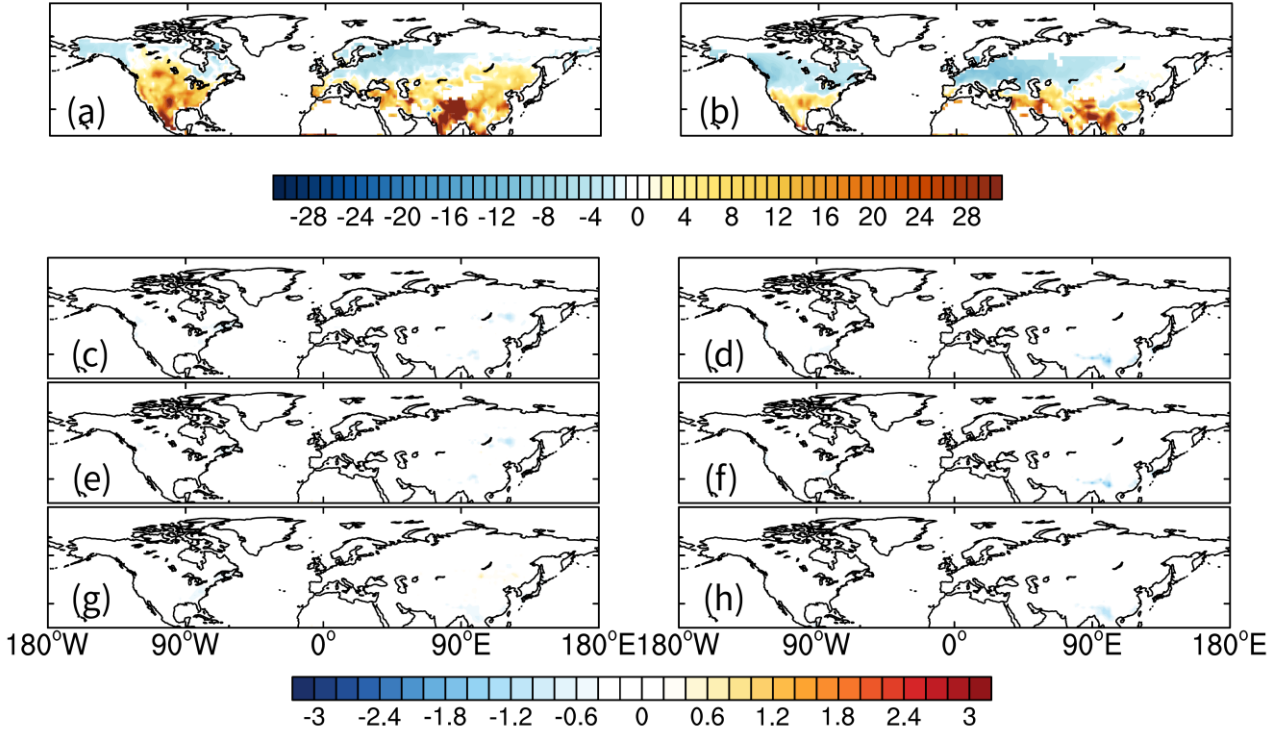 (a) (b)
-28 -24 -20 -16 -12 -8 -4 0 4 8 12 16 20 24 28
(c) (d)
(e) (f)
(g) (h)
180°W 90°W 0 90°E 180°E 180°W 90°W 0 90°E 180°E
-3 -2.4 -1.8 -1.2 -0.6 0 0.6 1.2 1.8 2.4 3